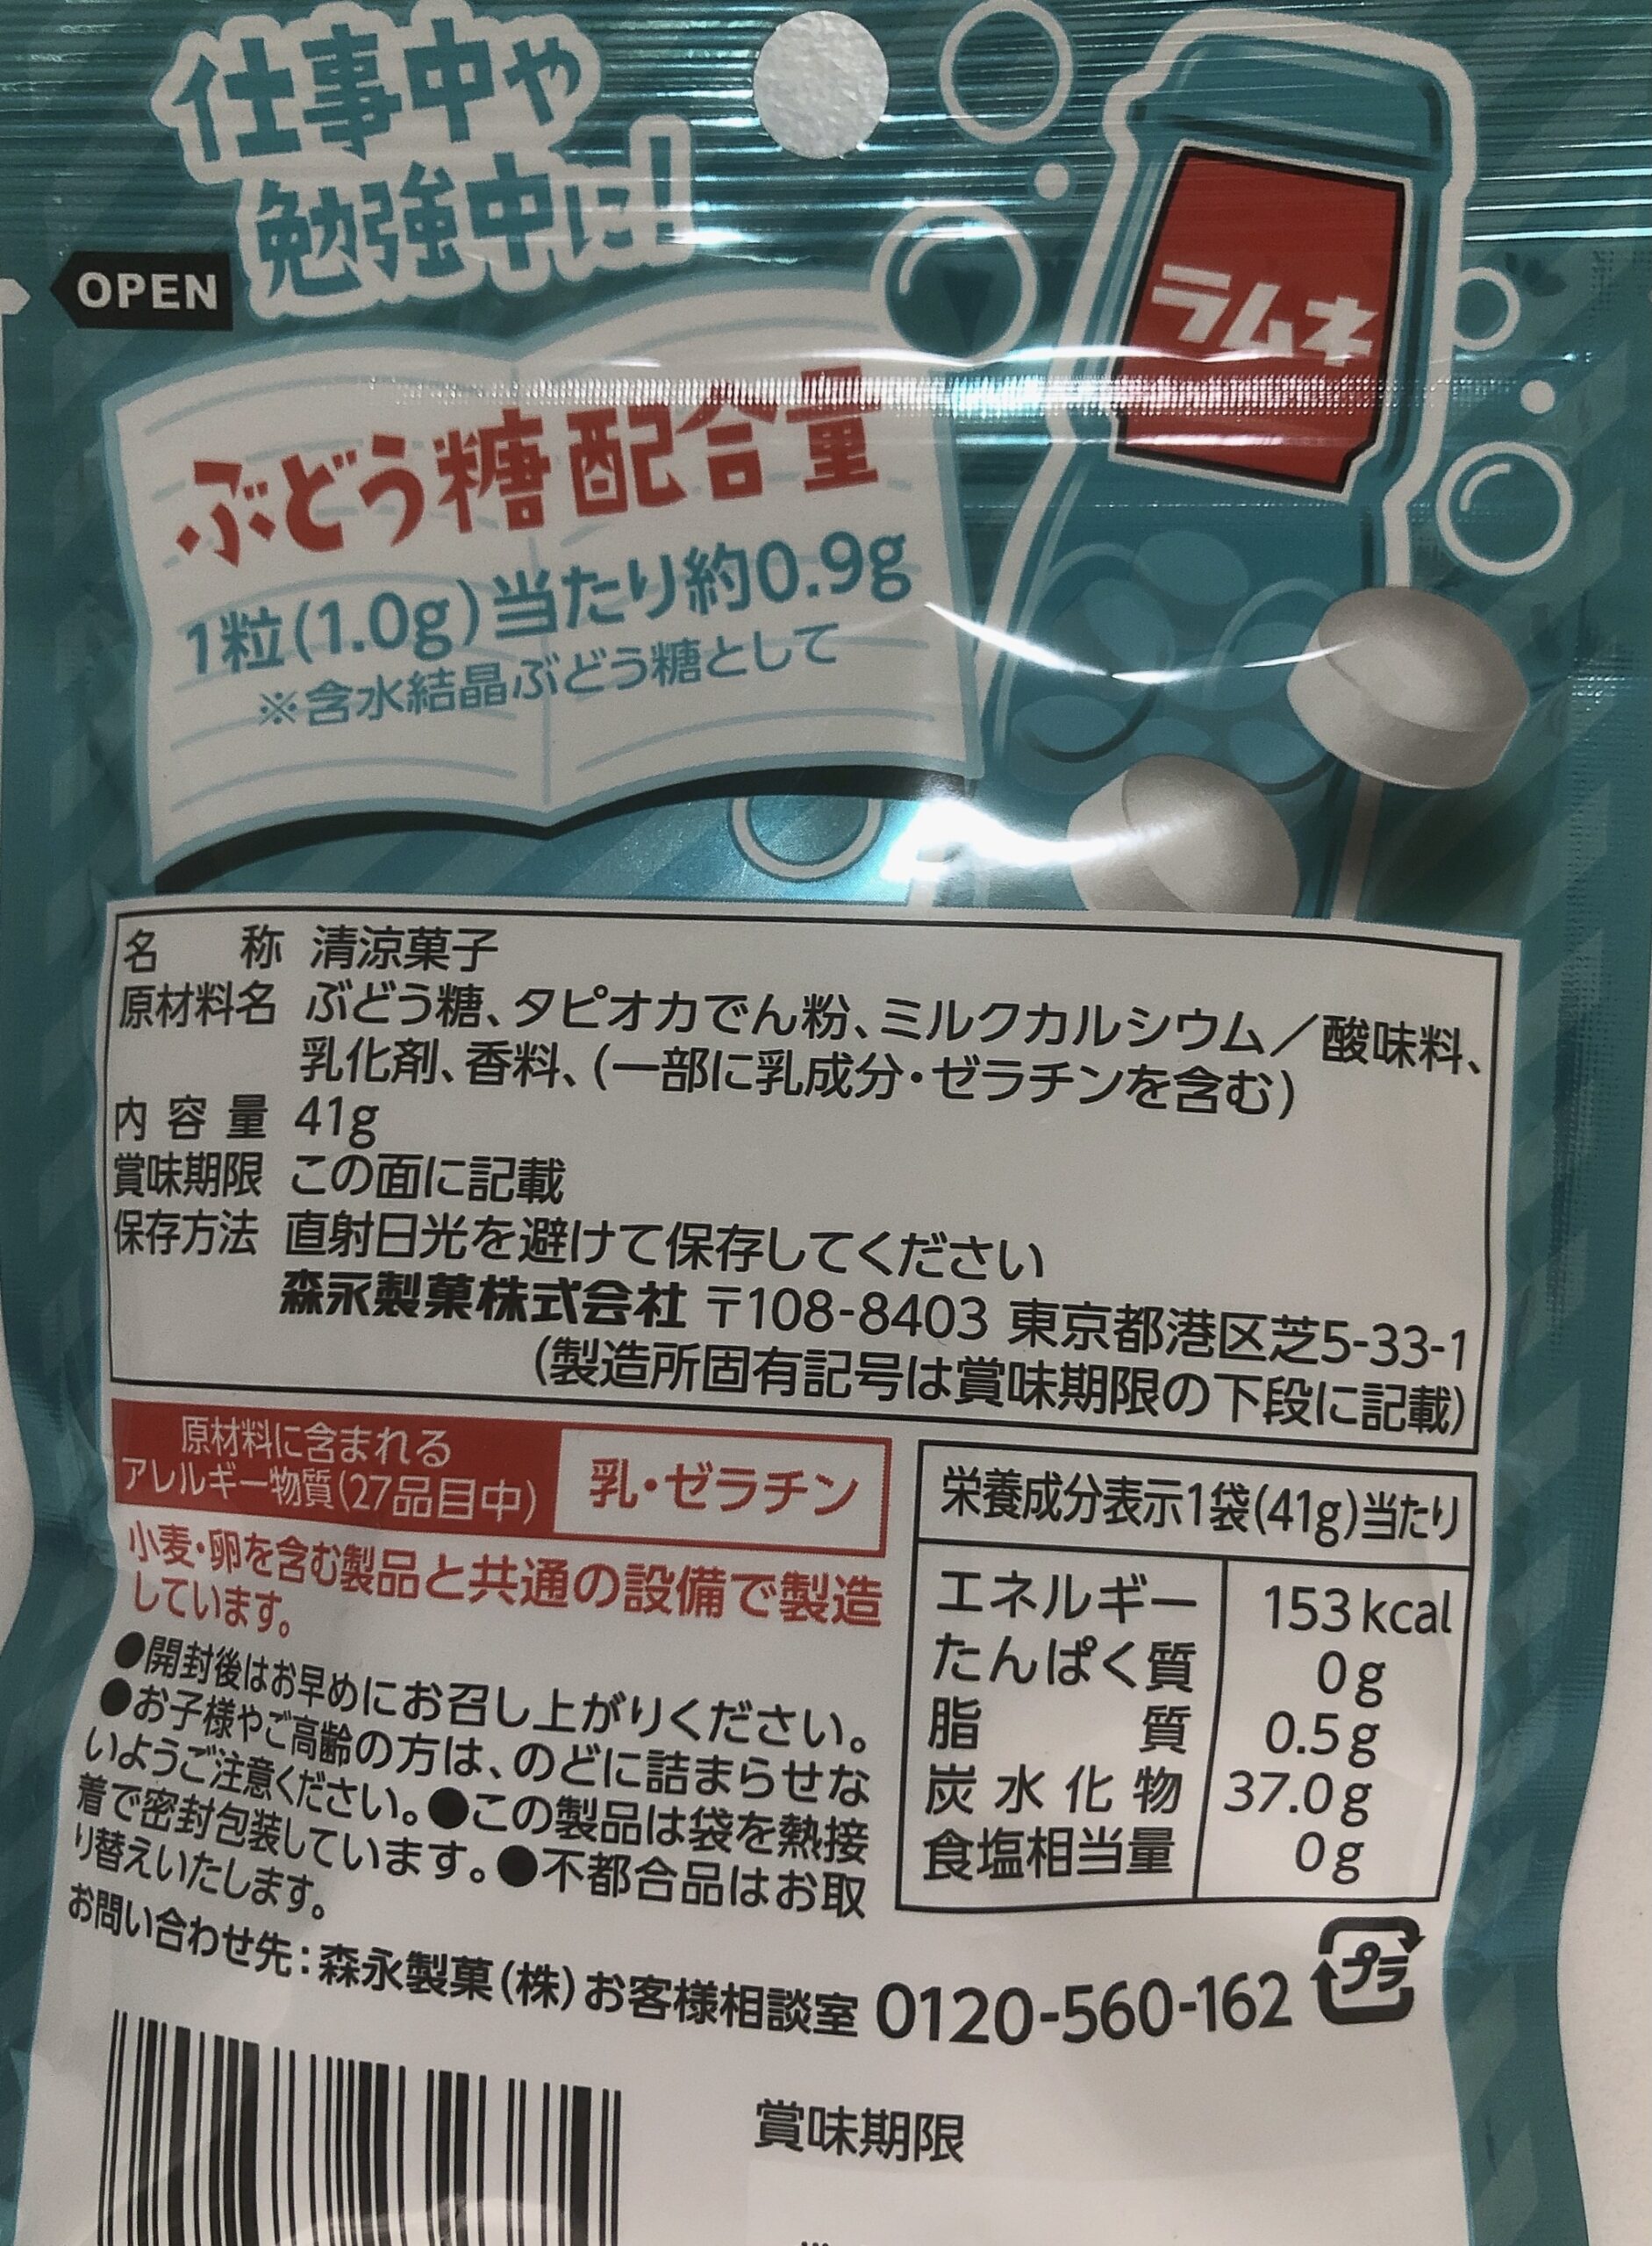 仕事中や
勉強中に!
OPEN
ラムネ
ぶどう糖配合量
1粒(1.0g)当たり約0.9g
※含水結晶ぶどう糖として
名称 清涼菓子
原材料名 ぶどう糖、タピオカでん粉、ミルクカルシウム/酸味料、
乳化剤、香料、(一部に乳成分・ゼラチンを含む)
内容量 41g
賞味期限 この面に記載
保存方法 直射日光を避けて保存してください
森永製菓株式会社 〒108-8403 東京都港区芝5-33-1
(製造所固有記号は賞味期限の下段に記載)
原材料に含まれる
アレルギー物質(27品目中)
乳・ゼラチン
小麦・卵を含む製品と共通の設備で製造
しています。
●開封後はお早めにお召し上がりください。
●お子様やご高齢の方は、のどに詰まらせな
いようご注意ください。●この製品は袋を熱接
着で密封包装しています。●不都合品はお取
り替えいたします。
栄養成分表示1袋(41g)当たり
エネルギー 153kcal
たんぱく質 0g
脂質 0.5g
炭水化物 37.0g
食塩相当量 0g
お問い合わせ先:森永製菓(株)お客様相談室 0120-560-162
プラ
賞味期限